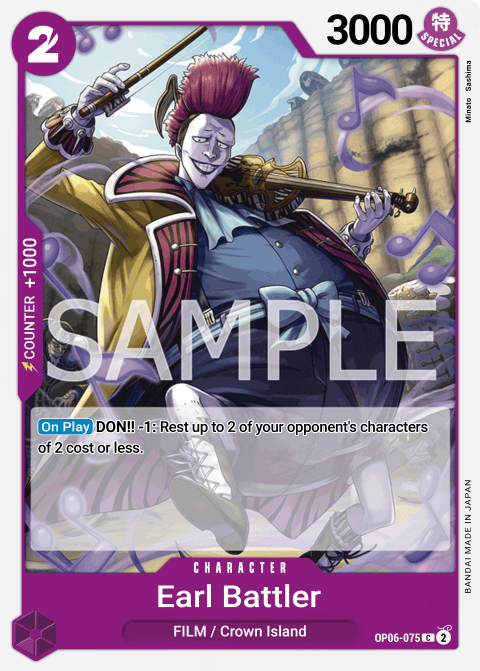 2
3000
特
SPECIAL
Minato Sashima
COUNTER +1000
SAMPLE
On Play DON!! -1: Rest up to 2 of your opponent's characters
of 2 cost or less.
BANDAI MADE IN JAPAN
CHARACTER
Earl Battler
FILM / Crown Island
OP06-075 C 2